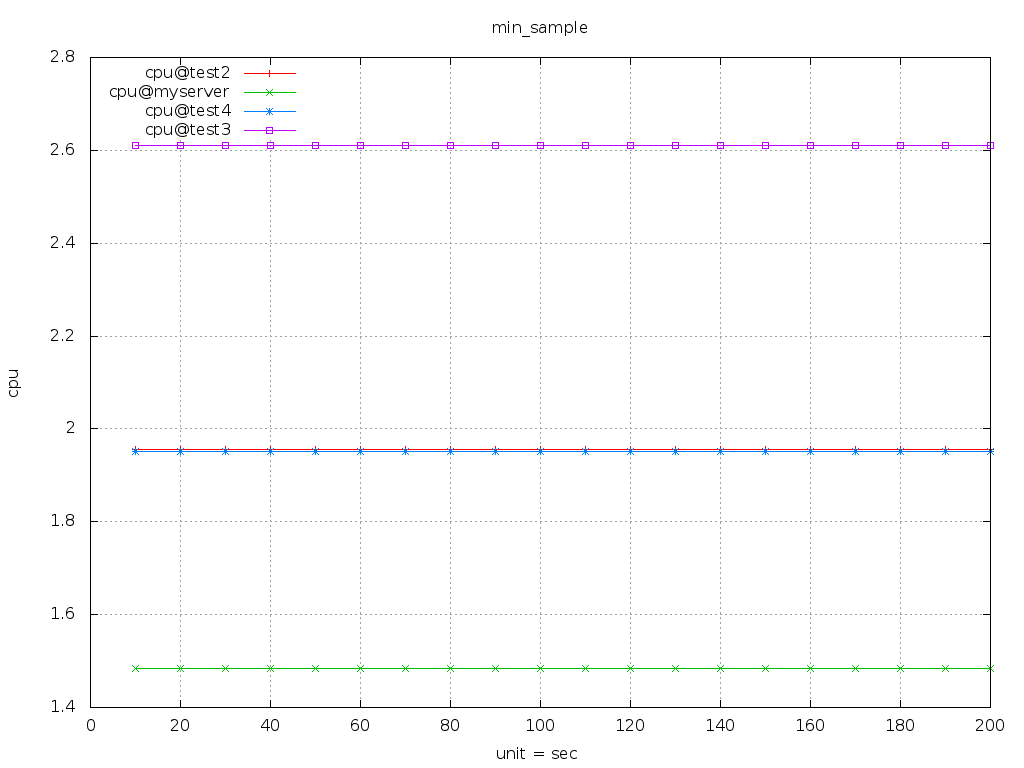 min_sample
2.8
2.6
2.4
2.2
2
1.8
1.6
1.4
cpu
cpu@test2
cpu@myserver
cpu@test4
cpu@test3
0 20 40 60 80 100 120 140 160 180 200
unit = sec